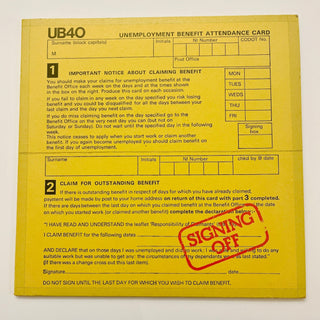 UB40 UNEMPLOYMENT BENEFIT ATTENDANCE CARD
Surname (block capitals) Initials NI Number CODOT No.
M
Post Office
1 IMPORTANT NOTICE ABOUT CLAIMING BENEFIT
You should make your claims for unemployment benefit at the
Benefit Office each week on the days and at the times shown
in the box on the right. Produce this card on each occasion.
If you fail to claim in any week on the day specified you risk losing
benefit and you could be disqualified for all the days between your
last claim and the day you next claim.
If you do miss claiming benefit on the day specified go to the
Benefit Office on the very next day you can (but not on
Saturday or Sunday). Do not wait until the specified day in the following
week.
This notice ceases to apply when you start work or claim another
benefit. If you again become unemployed you should claim benefit on
the first day of unemployment.
MON
TUES
WEDS
THU
FRI
Signing
box
Surname Initials NI Number chked by & date
2 CLAIM FOR OUTSTANDING BENEFIT
If there is outstanding benefit in respect of days for which you have already claimed,
payment will be made by post to your home address on return of this card with part 3 completed.
If there are days between the last day on which you claimed benefit at the Benefit Office and the date
on which you started work (or claimed another benefit) complete the declaration below:
"I HAVE READ AND UNDERSTAND the leaflet 'Responsibility of Claimants'
I CLAIM BENEFIT for the following dates
AND DECLARE that on those days I was unemployed and did no work; I was able and willing to do any
suitable work but was unable to get any; the circumstances of my dependants were as last stated."
(If there was a change cross out last item)
Signature date
DO NOT SIGN UNTIL THE LAST DAY FOR WHICH YOU WISH TO CLAIM BENEFIT.
SIGNING
OFF